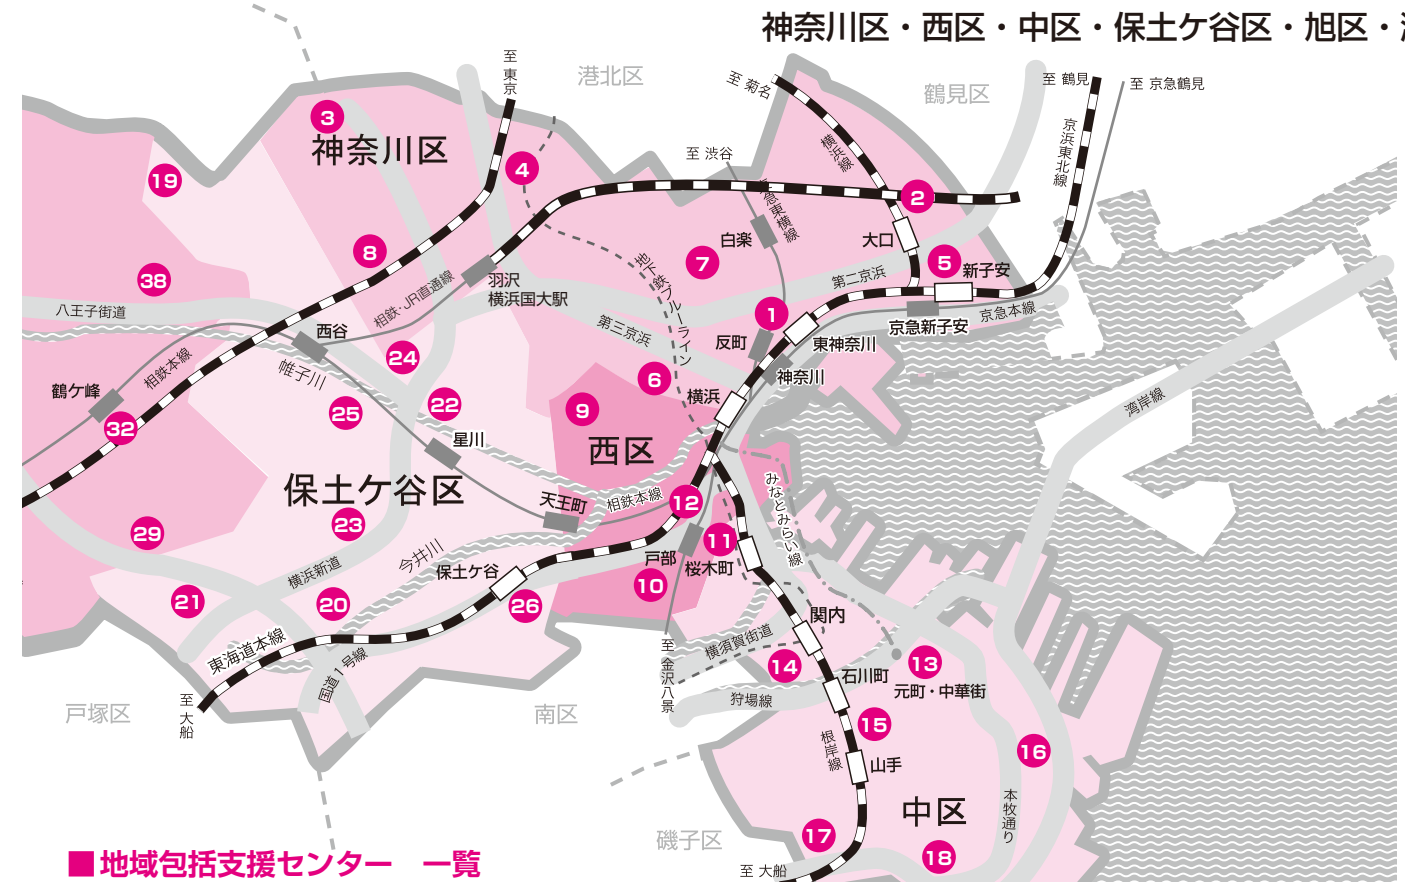 神奈川区・西区・中区・保土ケ谷区・旭区・
至 東京
港北区
至 菊名
鶴見区
至 鶴見
至 京急鶴見
3
神奈川区
横浜線
京浜東北線
至 渋谷
4
19
2
急東横線
白楽
大口
8
7
5
新子安
地下鉄ブルーライン
38
羽沢
横浜国大駅
第二京浜
相鉄・JR直通線
八王子街道
1
京急本線
京急新子安
西谷
第三京浜
反町
東神奈川
24
相鉄本線
帷子川
6
神奈川
鶴ケ峰
横浜
湾岸線
25
22
9
32
星川
西区
保土ケ谷区
みなとみらい線
天王町
相鉄本線
12
23
29
11
今井川
戸部
桜木町
横浜新道
保土ケ谷
10
21
20
26
関内
東海道本線
横須賀街道
至 金沢八景
14
13
国道1号線
石川町
元町・中華街
狩場線
至 大船
戸塚区
南区
15
根岸線
16
山手
本牧通り
中区
17
磯子区
18
至 大船
■地域包括支援センター 一覧